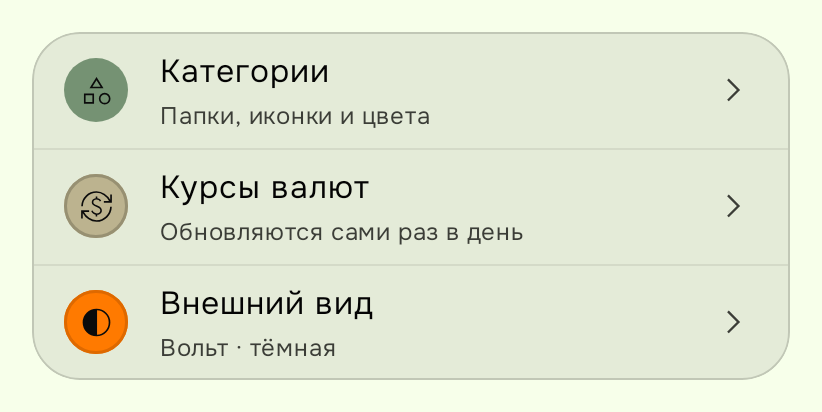 Категории
Папки, иконки и цвета
Курсы валют
Обновляются сами раз в день
Внешний вид
Вольт · тёмная